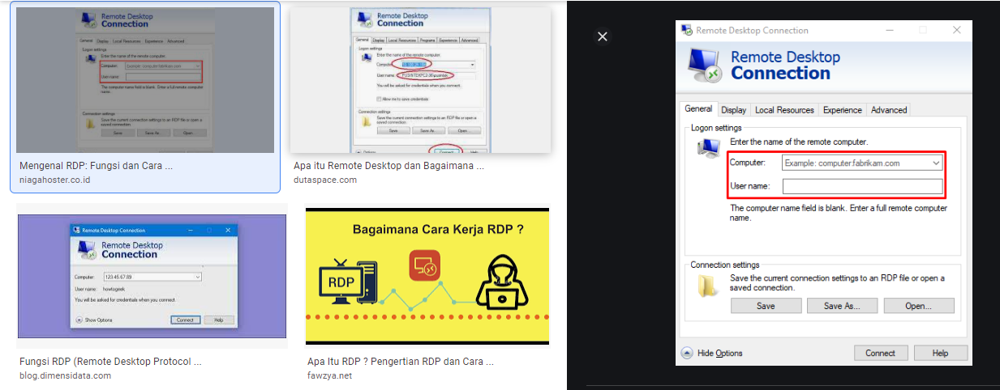 Remote Desktop
Connection
General Display Local Resources Experience Advanced
Logon settings
Enter the name of the remote computer.
Computer: Example: computer.fabrikam.com
User name:
The computer name field is blank. Enter a full remote computer
name.
Connection settings
Save the current connection settings to an RDP file or open a
saved connection.
Save Save As... Open...
Mengenal RDP: Fungsi dan Cara ...
niagahoster.co.id
Remote Desktop
Connection
General Display Local Resources Programs Experience Advanced
Logon settings
Enter the name of the remote computer.
Computer:
User name:
You will be asked for credentials when you connect.
Allow me to save credentials
Connection settings
Save the current connection settings to an RDP file or open a
saved connection.
Save Save As... Open...
Options Connect Help
Apa itu Remote Desktop dan Bagaimana ...
dutaspace.com
Remote Desktop Connection
Remote Desktop
Connection
Computer: 123.45.67.89
User name: howtogeek
You will be asked for credentials when you connect.
Show Options Connect Help
Fungsi RDP (Remote Desktop Protocol ...
blog.dimensidata.com
Bagaimana Cara Kerja RDP ?
RDP
Apa Itu RDP ? Pengertian RDP dan Cara ...
fawzya.net
Remote Desktop Connection
Remote Desktop
Connection
General Display Local Resources Experience Advanced
Logon settings
Enter the name of the remote computer.
Computer: Example: computer.fabrikam.com
User name:
The computer name field is blank. Enter a full remote computer
name.
Connection settings
Save the current connection settings to an RDP file or open a
saved connection.
Save Save As... Open...
Hide Options Connect Help